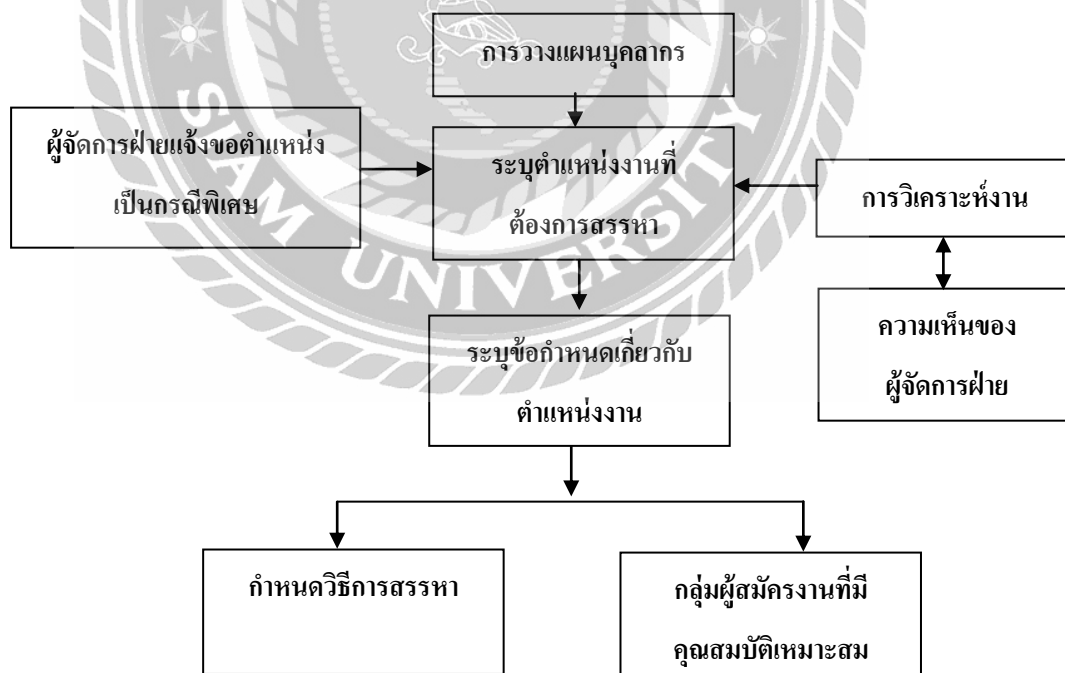 การวางแผนบุคลากร
ผู้จัดการฝ่ายแจ้งขอตำแหน่ง
เป็นกรณีพิเศษ
ระบุตำแหน่งงานที่
ต้องการสรรหา
การวิเคราะห์งาน
ความเห็นของ
ผู้จัดการฝ่าย
ระบุข้อกำหนดเกี่ยวกับ
ตำแหน่งงาน
กำหนดวิธีการสรรหา
กลุ่มผู้สมัครงานที่มี
คุณสมบัติเหมาะสม
SIAM UNIVERSITY